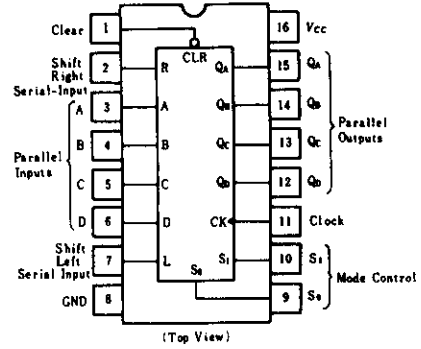 Clear 1 16 Vcc
CLR
Shift Right Serial-Input 2 R QA 15 QA
A 3 A QB 14 QB
Parallel Inputs
Parallel Outputs
B 4 B QC 13 QC
C 5 C QD 12 QD
D 6 D CK 11 Clock
Shift Left Serial Input 7 L S1 10 S1
Mode Control
S0
GND 8 9 S0
(Top View)